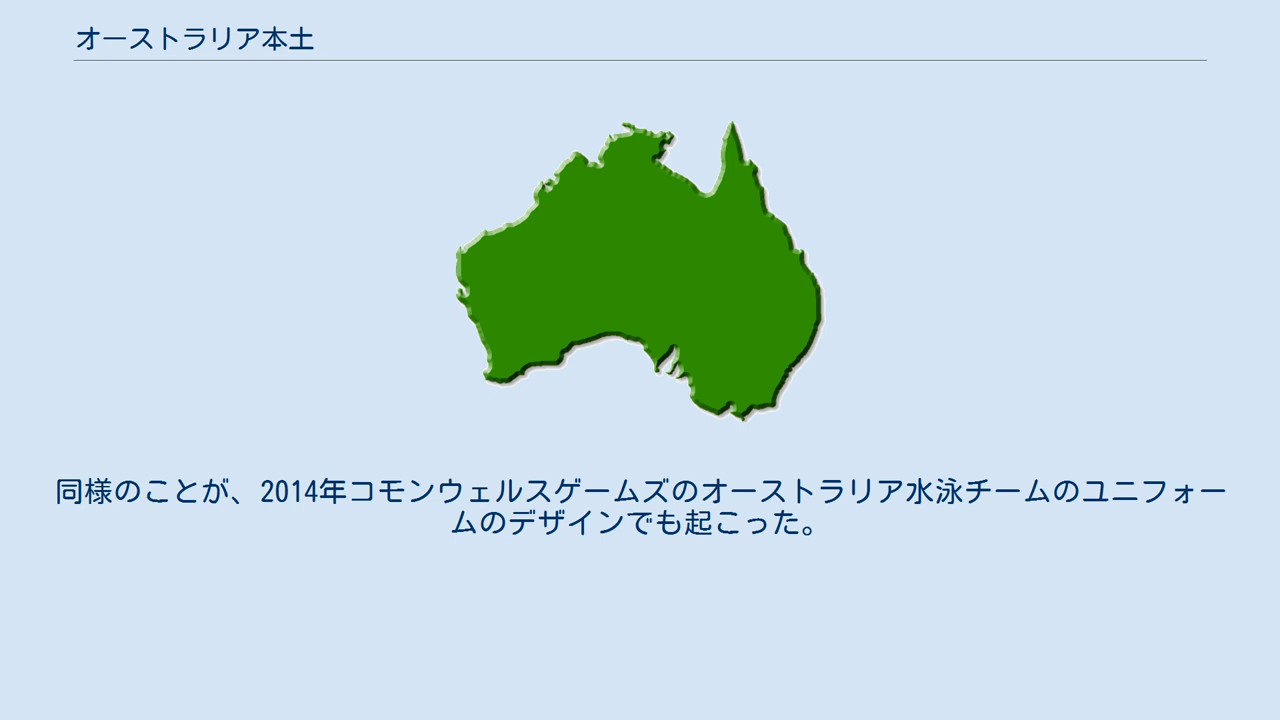 オーストラリア本土
同様のことが、2014年コモンウェルスゲームズのオーストラリア水泳チームのユニフォー
ムのデザインでも起こった。